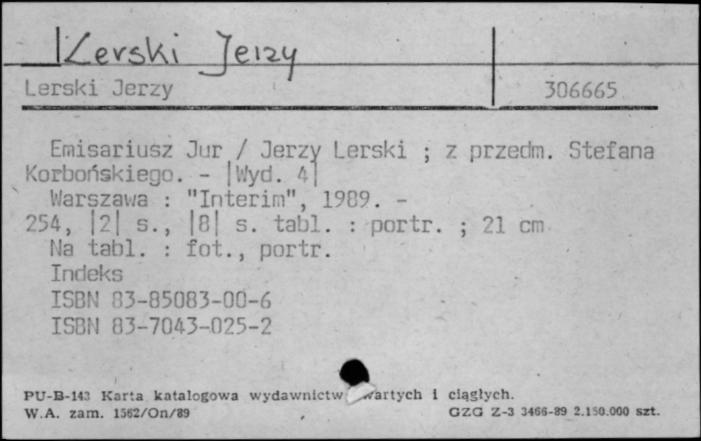 Lerski Jerzy
Lerski Jerzy 306665
Emisariusz Jur / Jerzy Lerski ; z przedm. Stefana
Korbońskiego. - |Wyd. 4|
Warszawa : "Interim", 1989. -
254, |2| s., |8| s. tabl. : portr. ; 21 cm
Na tabl. : fot., portr.
Indeks
ISBN 83-85083-00-6
ISBN 83-7043-025-2
PU-B-143 Karta katalogowa wydawnictw wartych i ciągłych.
W.A. zam. 1562/On/89 GZG Z-3 3466-89 2.150.000 szt.